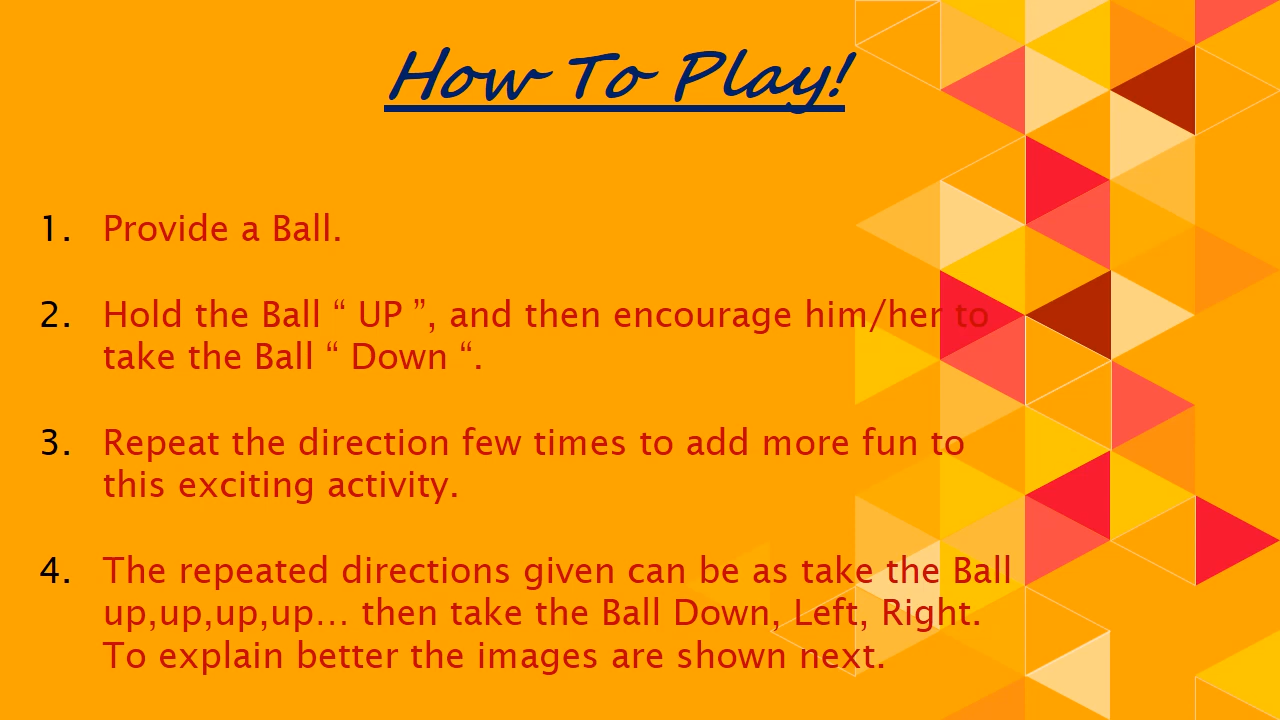 How To Play!
1. Provide a Ball.
2. Hold the Ball “ UP ”, and then encourage him/her to
take the Ball “ Down “.
3. Repeat the direction few times to add more fun to
this exciting activity.
4. The repeated directions given can be as take the Ball
up,up,up,up… then take the Ball Down, Left, Right.
To explain better the images are shown next.